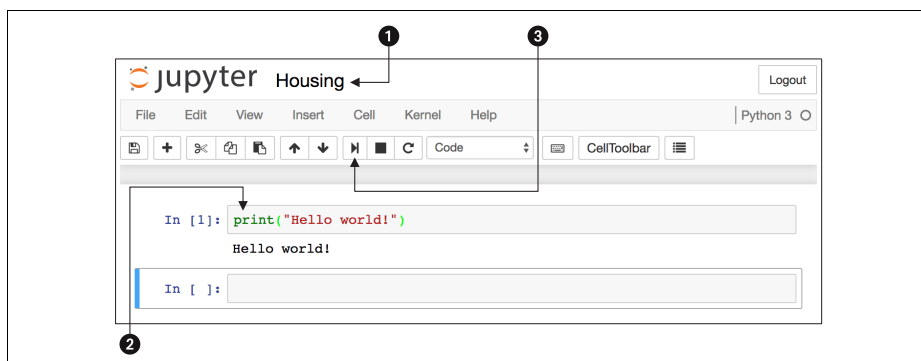 1 3
jupyter Housing Logout
File Edit View Insert Cell Kernel Help Python 3
Code CellToolbar
2
In [1]: print("Hello world!")
Hello world!
In [ ]: